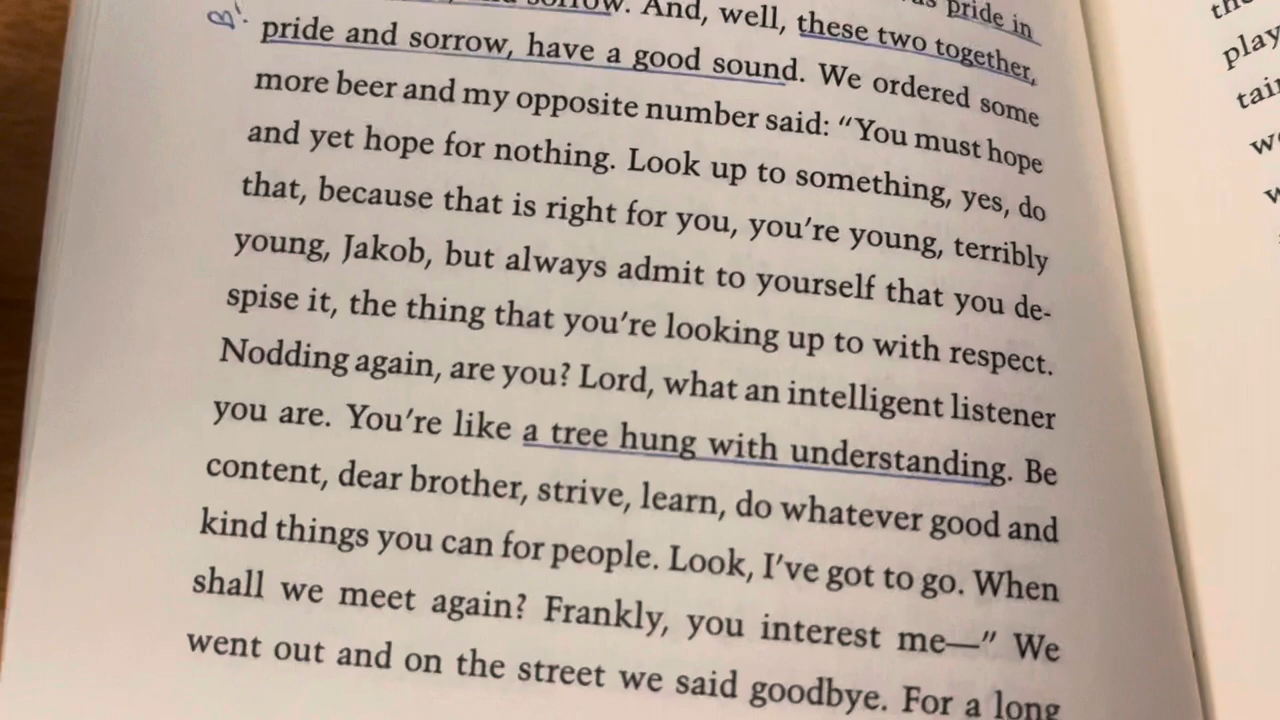 sorrow. And, well, these two together,
pride in
pride and sorrow, have a good sound. We ordered some
more beer and my opposite number said: “You must hope
and yet hope for nothing. Look up to something, yes, do
that, because that is right for you, you’re young, terribly
young, Jakob, but always admit to yourself that you de-
spise it, the thing that you’re looking up to with respect.
Nodding again, are you? Lord, what an intelligent listener
you are. You’re like a tree hung with understanding. Be
content, dear brother, strive, learn, do whatever good and
kind things you can for people. Look, I’ve got to go. When
shall we meet again? Frankly, you interest me—” We
went out and on the street we said goodbye. For a long
play